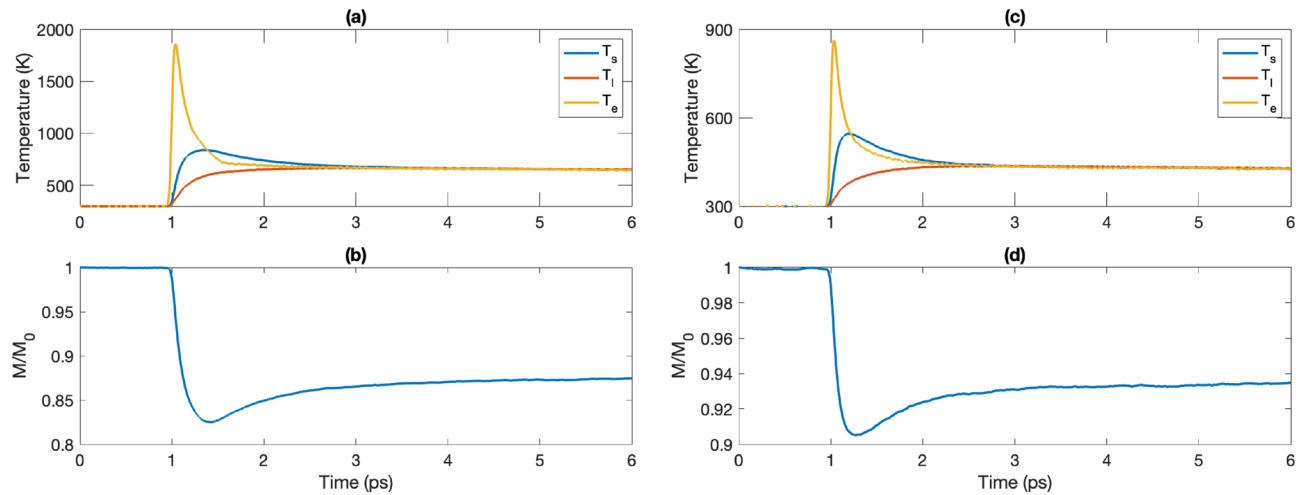 (a)
2000
1500
1000
500
Temperature (K)
T_s
T_l
T_e
0 1 2 3 4 5 6
(b)
1
0.95
0.9
0.85
0.8
M/M_0
0 1 2 3 4 5 6
Time (ps)
(c)
900
600
300
Temperature (K)
T_s
T_l
T_e
0 1 2 3 4 5 6
(d)
1
0.98
0.96
0.94
0.92
0.9
M/M_0
0 1 2 3 4 5 6
Time (ps)